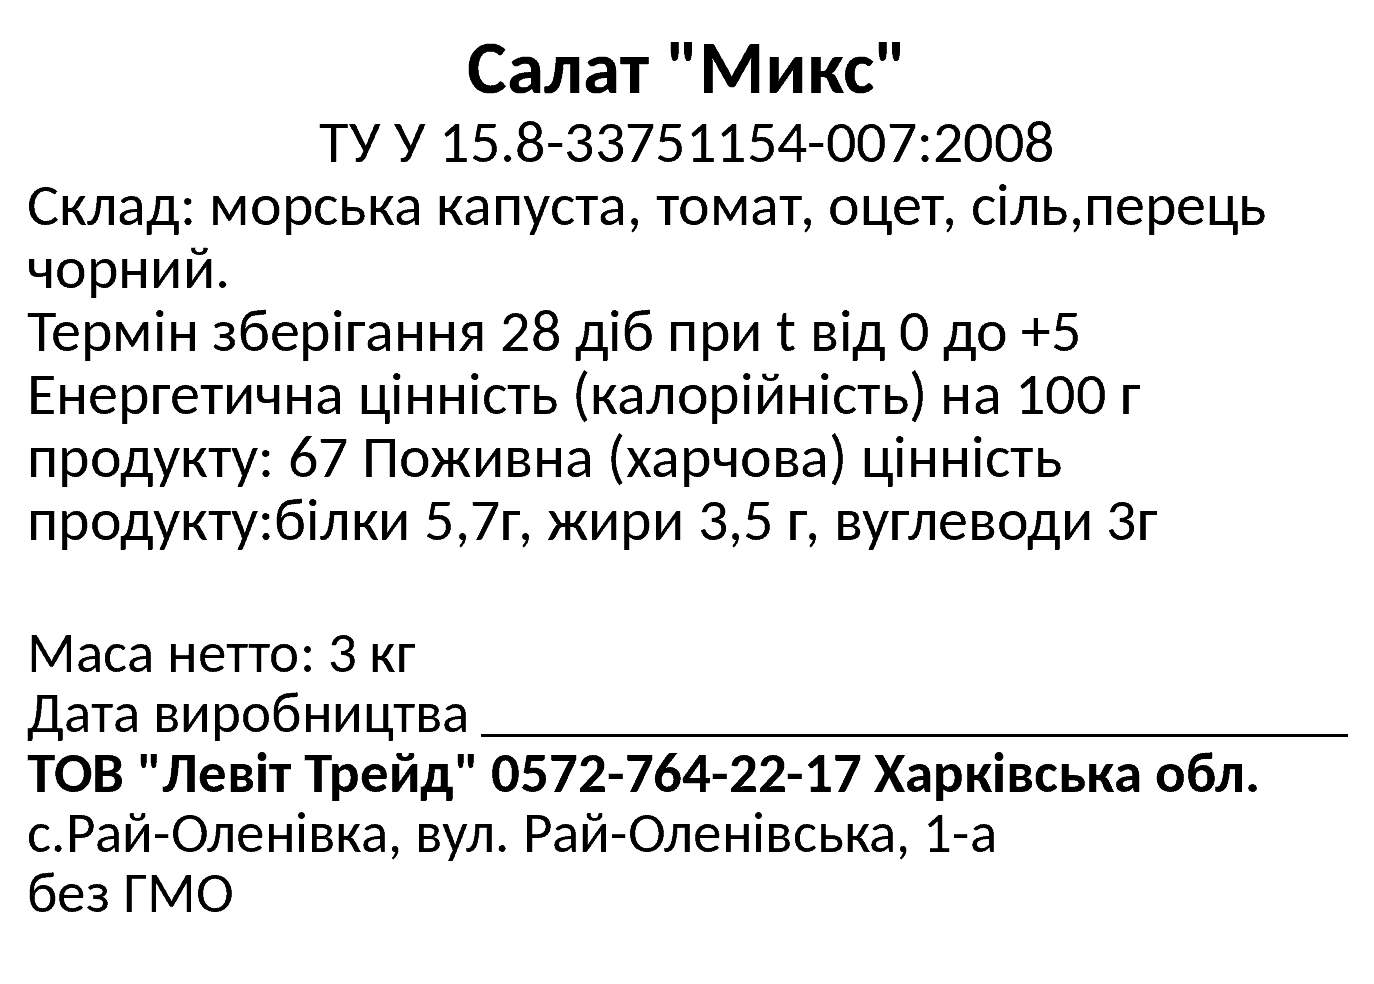 Салат "Микс"
ТУ У 15.8-33751154-007:2008
Склад: морська капуста, томат, оцет, сіль,перець
чорний.
Термін зберігання 28 діб при t від 0 до +5
Енергетична цінність (калорійність) на 100 г
продукту: 67 Поживна (харчова) цінність
продукту:білки 5,7г, жири 3,5 г, вуглеводи 3г
Маса нетто: 3 кг
Дата виробництва ______________________________
ТОВ "Левіт Трейд" 0572-764-22-17 Харківська обл.
с.Рай-Оленівка, вул. Рай-Оленівська, 1-а
без ГМО